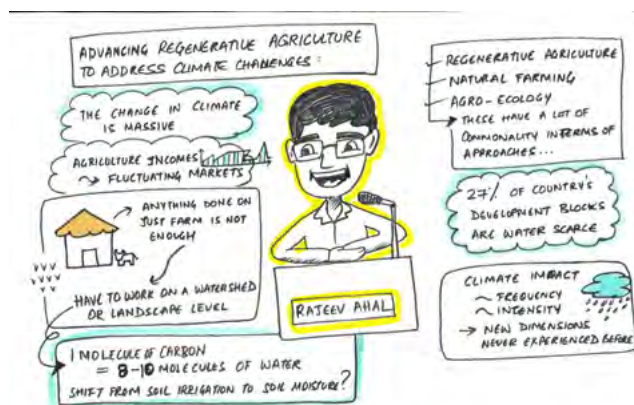 ADVANCING REGENERATIVE AGRICULTURE
TO ADDRESS CLIMATE CHALLENGES:
THE CHANGE IN CLIMATE
IS MASSIVE
AGRICULTURE INCOMES
FLUCTUATING MARKETS
ANYTHING DONE ON
JUST FARM IS NOT
ENOUGH
HAVE TO WORK ON A WATERSHED
OR LANDSCAPE LEVEL
1 MOLECULE OF CARBON
= 8-10 MOLECULES OF WATER
SHIFT FROM SOIL IRRIGATION TO SOIL MOISTURE?
RAJEEV AHAL
REGENERATIVE AGRICULTURE
NATURAL FARMING
AGRO-ECOLOGY
THESE HAVE A LOT OF
COMMONALITY IN TERMS OF
APPROACHES...
27% OF COUNTRY'S
DEVELOPMENT BLOCKS
ARE WATER SCARCE
CLIMATE IMPACT
~ FREQUENCY
~ INTENSITY
→ NEW DIMENSIONS
NEVER EXPERIENCED BEFORE